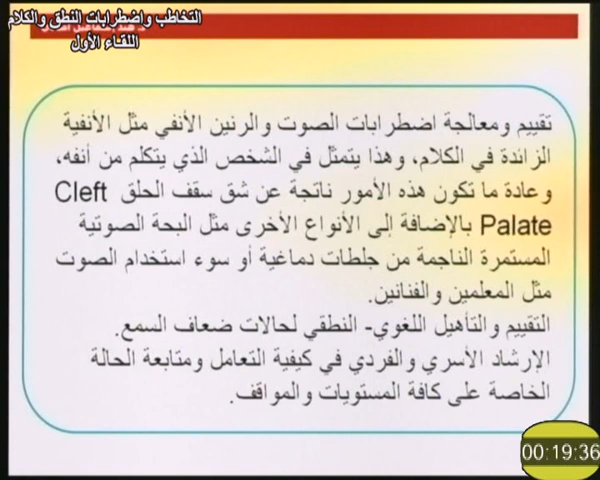 التخاطب واضطرابات النطق والكلام
اللقاء الأول
تقييم ومعالجة اضطرابات الصوت والرنين الأنفي مثل الأنفية
الزائدة في الكلام، وهذا يتمثل في الشخص الذي يتكلم من أنفه،
وعادة ما تكون هذه الأمور ناتجة عن شق سقف الحلق Cleft
Palate بالإضافة إلى الأنواع الأخرى مثل البحة الصوتية
المستمرة الناجمة من جلطات دماغية أو سوء استخدام الصوت
مثل المعلمين والفنانين.
التقييم والتأهيل اللغوي- النطقي لحالات ضعاف السمع.
الإرشاد الأسري والفردي في كيفية التعامل ومتابعة الحالة
الخاصة على كافة المستويات والمواقف.
00:19:36